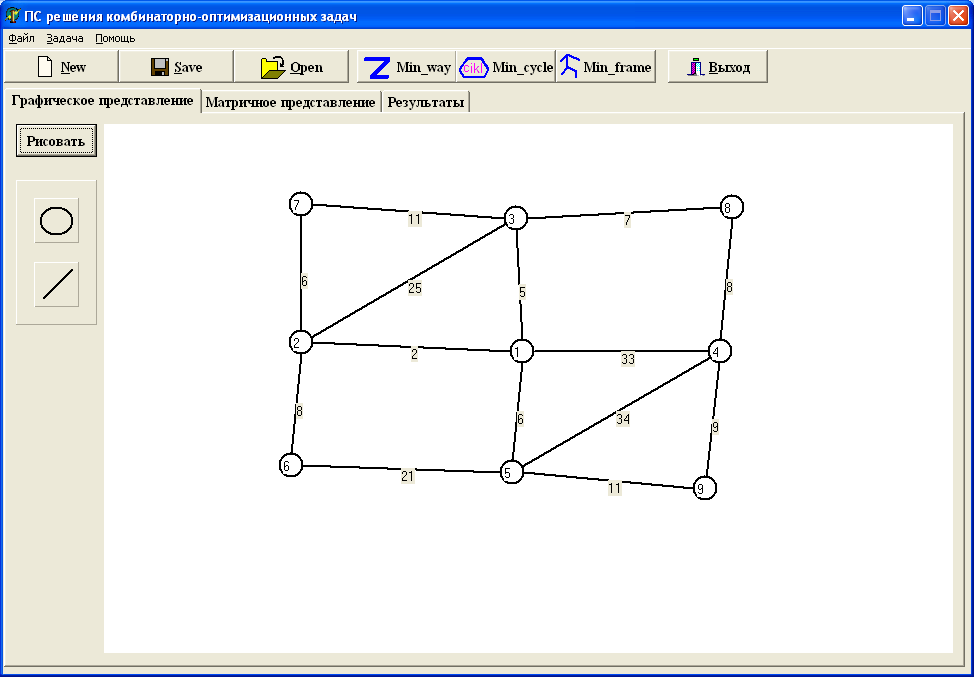 ПС решения комбинаторно-оптимизационных задач
Файл Задача Помощь
New Save Open Min_way cikl Min_cycle Min_frame Выход
Графическое представление Матричное представление Результаты
Рисовать
7 11 3 7 8
6 25 5 8
2 2 1 33 4
8 6 34 9
6 21 5 11 9